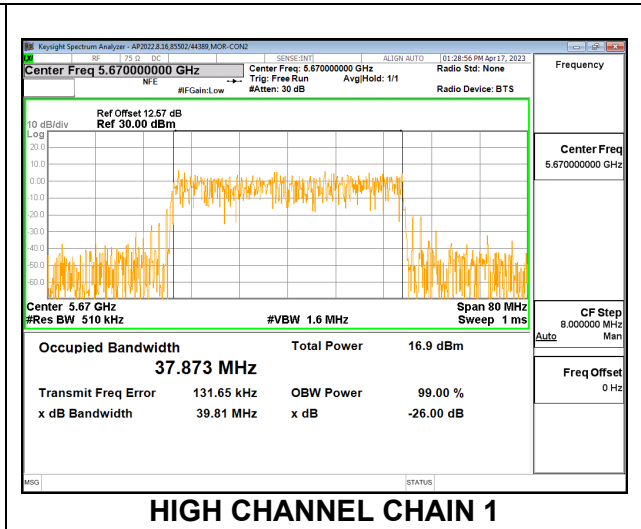 Keysight Spectrum Analyzer - AP2022.8.16,85502/44389,MOR-CON2
RF 75 Ω DC SENSE:INT ALIGN AUTO 01:28:56 PM Apr 17, 2023
Center Freq 5.670000000 GHz
NFE
#IFGain:Low
Center Freq: 5.670000000 GHz
Trig: Free Run Avg|Hold: 1/1
#Atten: 30 dB
Radio Std: None
Radio Device: BTS
Ref Offset 12.57 dB
10 dB/div Ref 30.00 dBm
Log
20.0
10.0
0.00
-10.0
-20.0
-30.0
-40.0
-50.0
-60.0
Center 5.67 GHz Span 80 MHz
#Res BW 510 kHz #VBW 1.6 MHz Sweep 1 ms
Occupied Bandwidth Total Power 16.9 dBm
37.873 MHz
Transmit Freq Error 131.65 kHz OBW Power 99.00 %
x dB Bandwidth 39.81 MHz x dB -26.00 dB
MSG STATUS
Frequency
Center Freq
5.670000000 GHz
CF Step
8.000000 MHz
Auto Man
Freq Offset
0 Hz
HIGH CHANNEL CHAIN 1